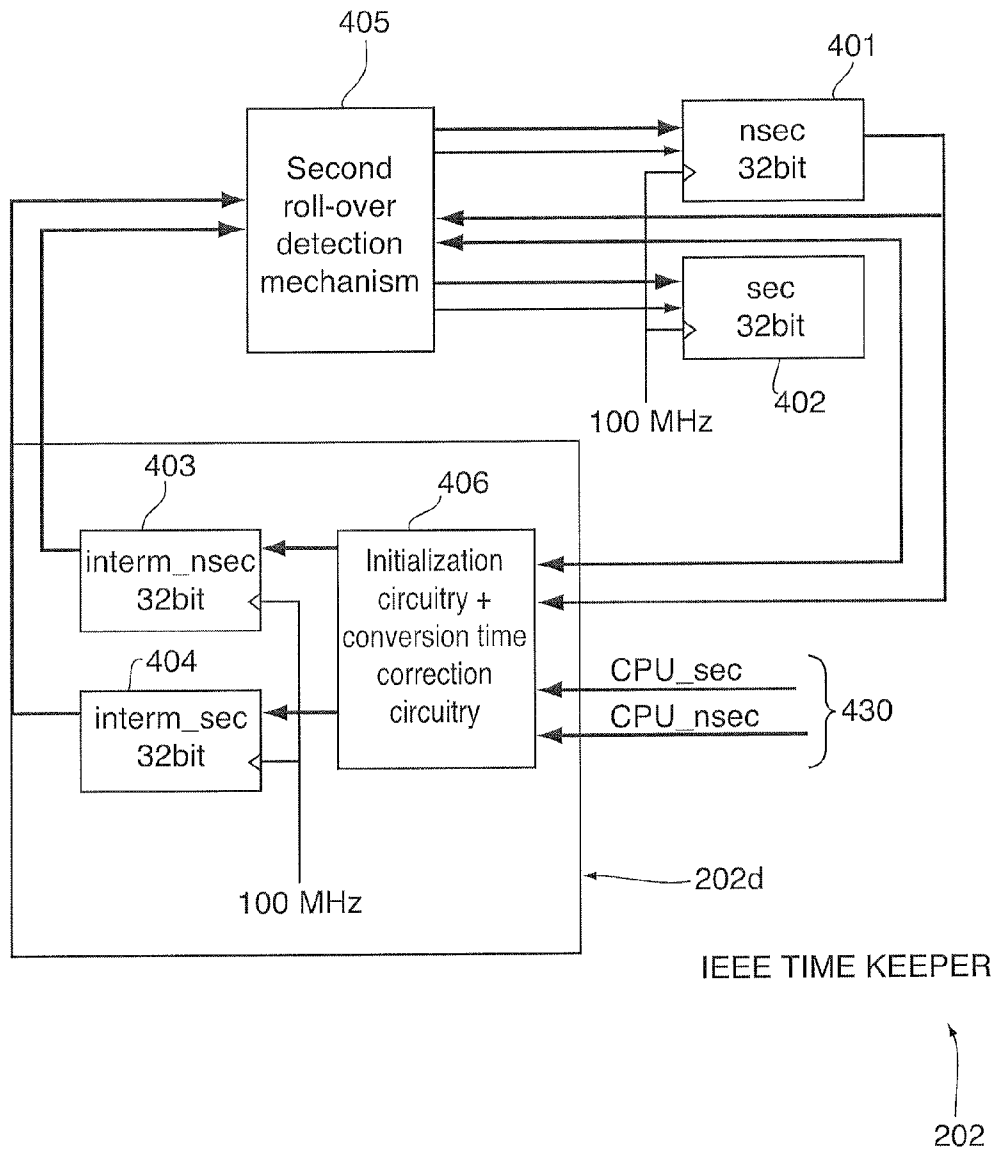 405
401
Second
roll-over
detection
mechanism
nsec
32bit
sec
32bit
402
100 MHz
403
406
interm_nsec
32bit
Initialization
circuitry +
conversion time
correction
circuitry
404
interm_sec
32bit
CPU_sec
CPU_nsec
430
100 MHz
202d
IEEE TIME KEEPER
202